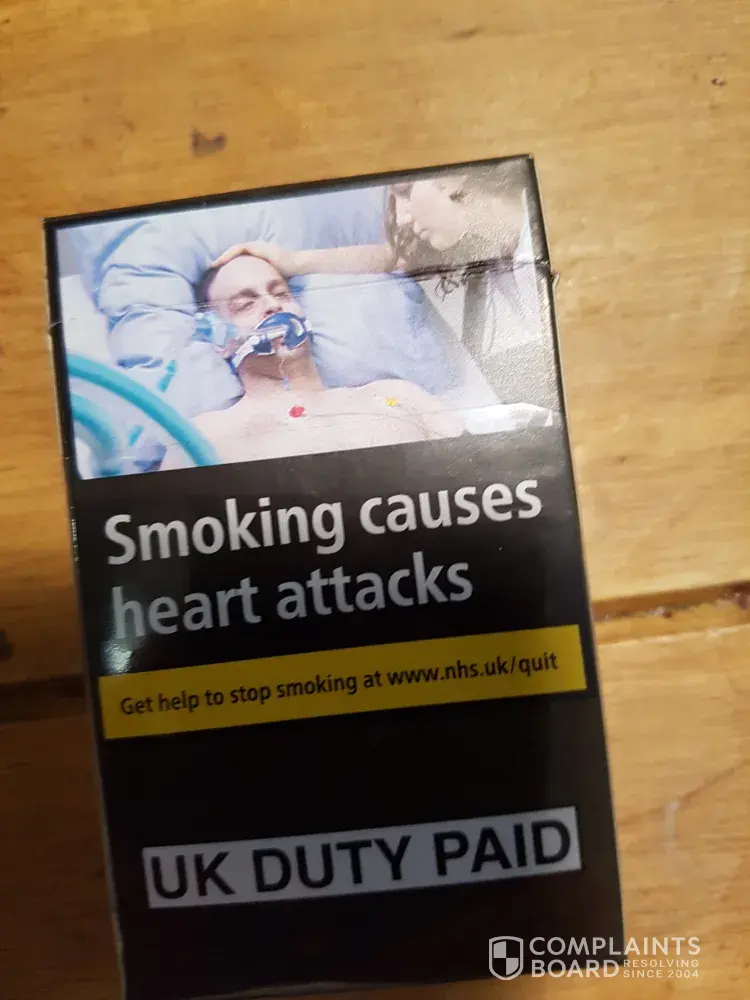 Smoking causes
heart attacks
Get help to stop smoking at www.nhs.uk/quit
UK DUTY PAID
COMPLAINTS
BOARD RESOLVING
SINCE 2004